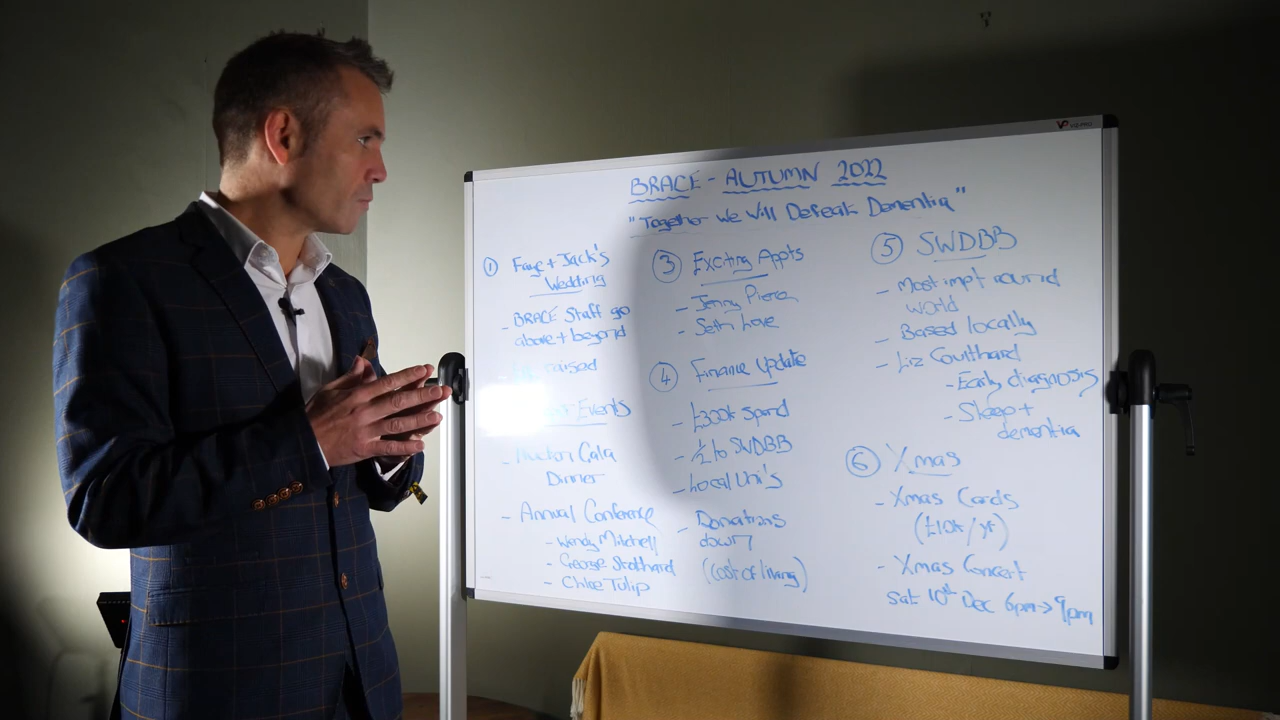 BRACE - AUTUMN 2022
"Together We Will Defeat Dementia"
① Faye + Jack's
Wedding
- BRACE Staff go
above + beyond
raised
Events
- Auction Gala
Dinner
- Annual Conference
- Wendy Mitchell
- George Stothard
- Chloe Tulip
③ Exciting Appts
- Jenny
- Seth Love
④ Finance Update
- £300k spend
- ½ to SWDBB
- Local Uni's
- Donations
down
(Cost of living)
⑤ SWDBB
- Most impt round
world
- Based locally
- Liz Coulthard
- Early diagnosis
- Sleep +
dementia
⑥ Xmas
- Xmas Cards
(£10k/yr)
- Xmas Concert
Sat 10th Dec 6pm→9pm